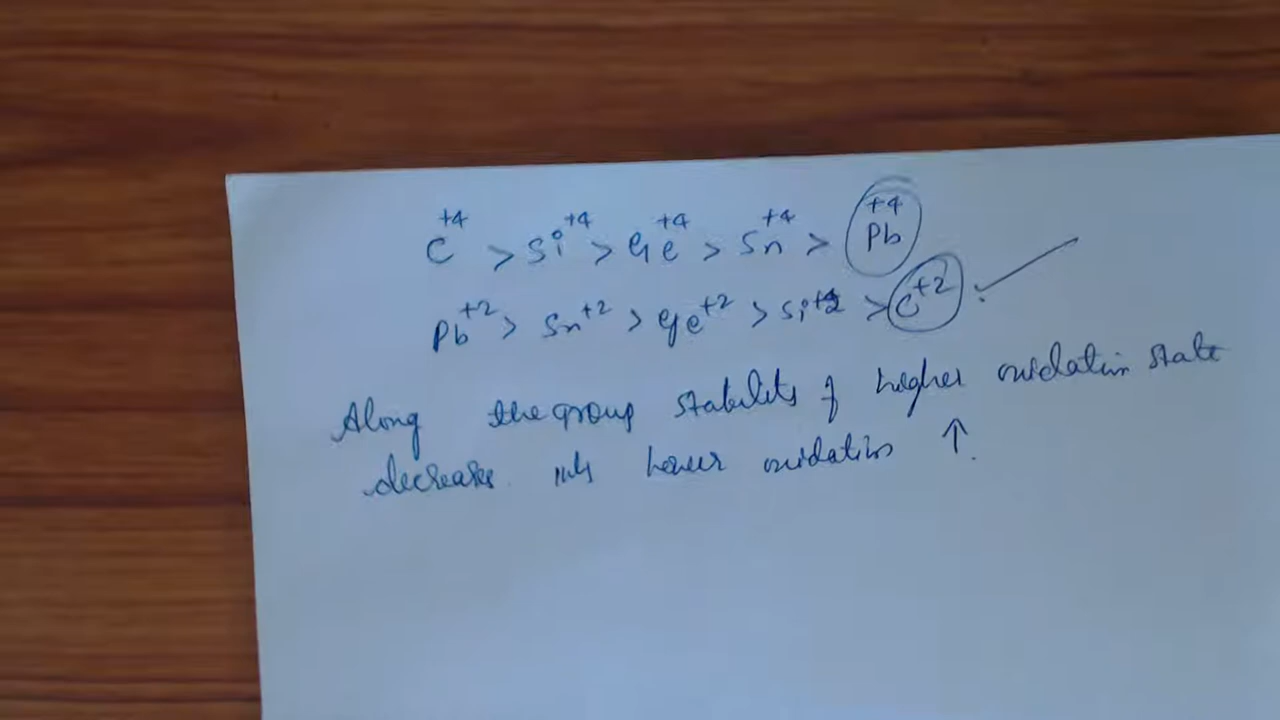 C+4 > Si+4 > Ge+4 > Sn+4 > Pb+4
Pb+2 > Sn+2 > Ge+2 > Si+2 > C+2
Along the group stability of higher oxidation state
decreases lower oxidation ↑.